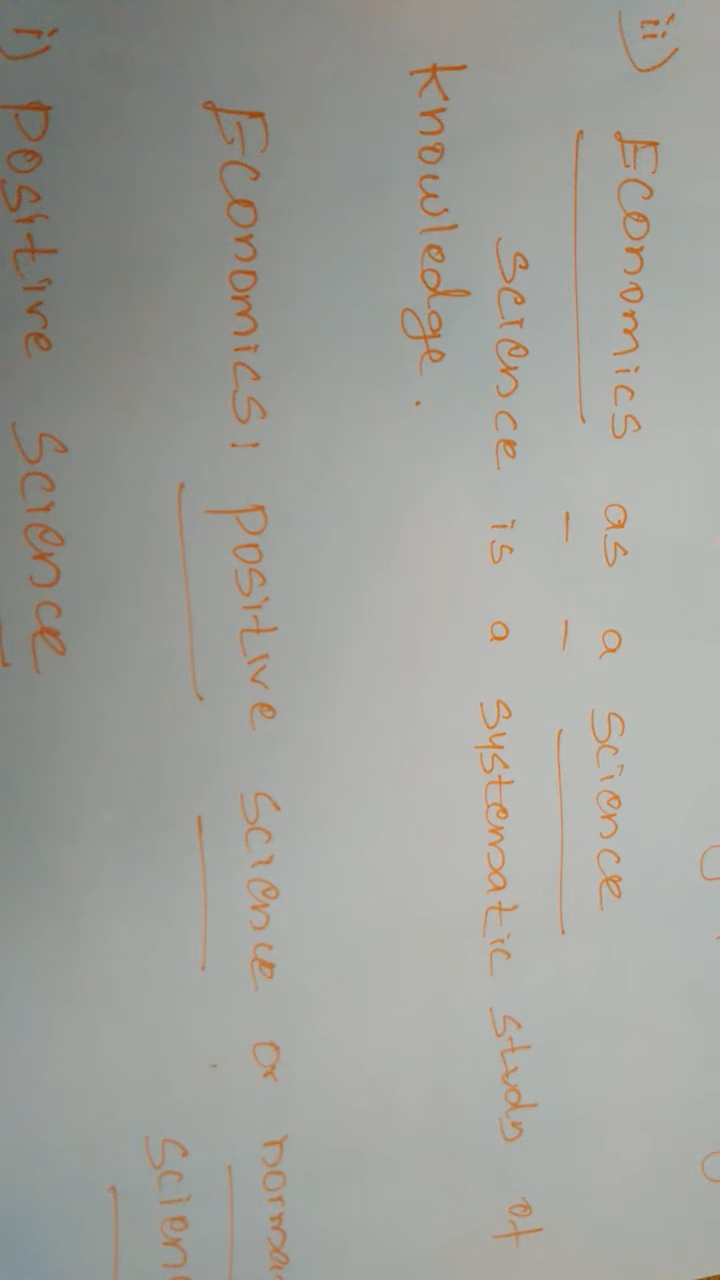 ii) Economics as a science
science is a systematic study of
knowledge.
Economics, positive science or
i) positive science